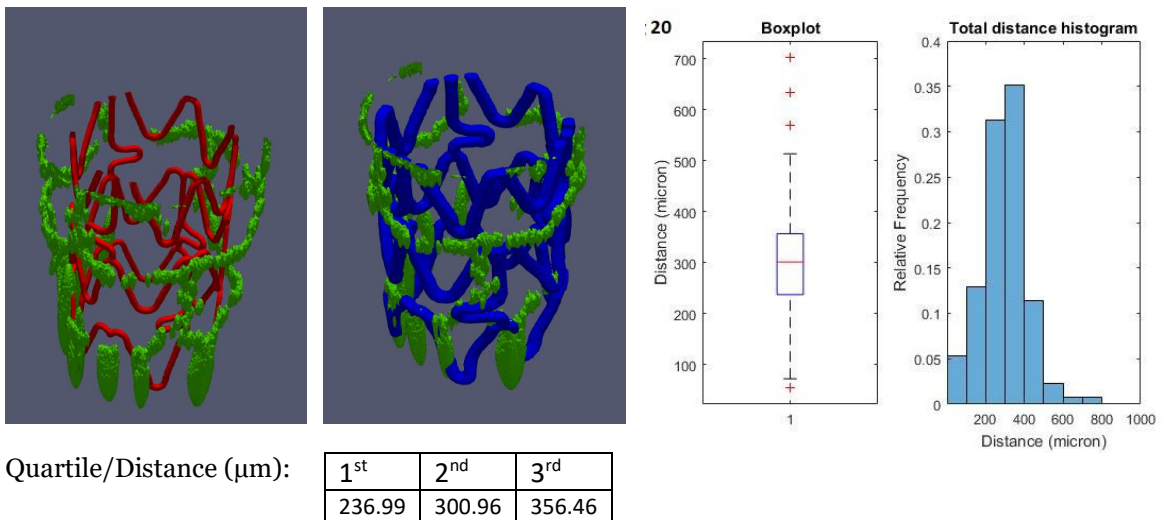 : 20
Boxplot
700
600
500
400
300
200
100
Distance (micron)
1
Total distance histogram
0.4
0.35
0.3
0.25
0.2
0.15
0.1
0.05
0
Relative Frequency
200 400 600 800 1000
Distance (micron)
Quartile/Distance (µm):
1st 2nd 3rd
236.99 300.96 356.46